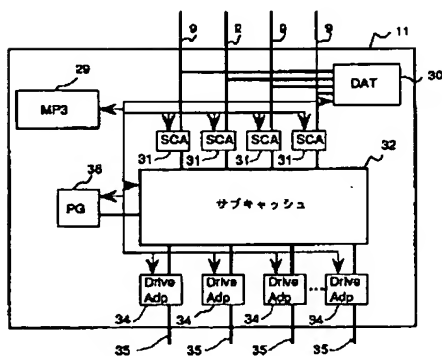 9 9 9 9
11
29
MP3
DAT
30
SCA SCA SCA SCA
31 31 31 31
32
36
PG
サブキャッシュ
Drive Adp
Drive Adp
Drive Adp
...
Drive Adp
34 34 34 34
35 35 35 35